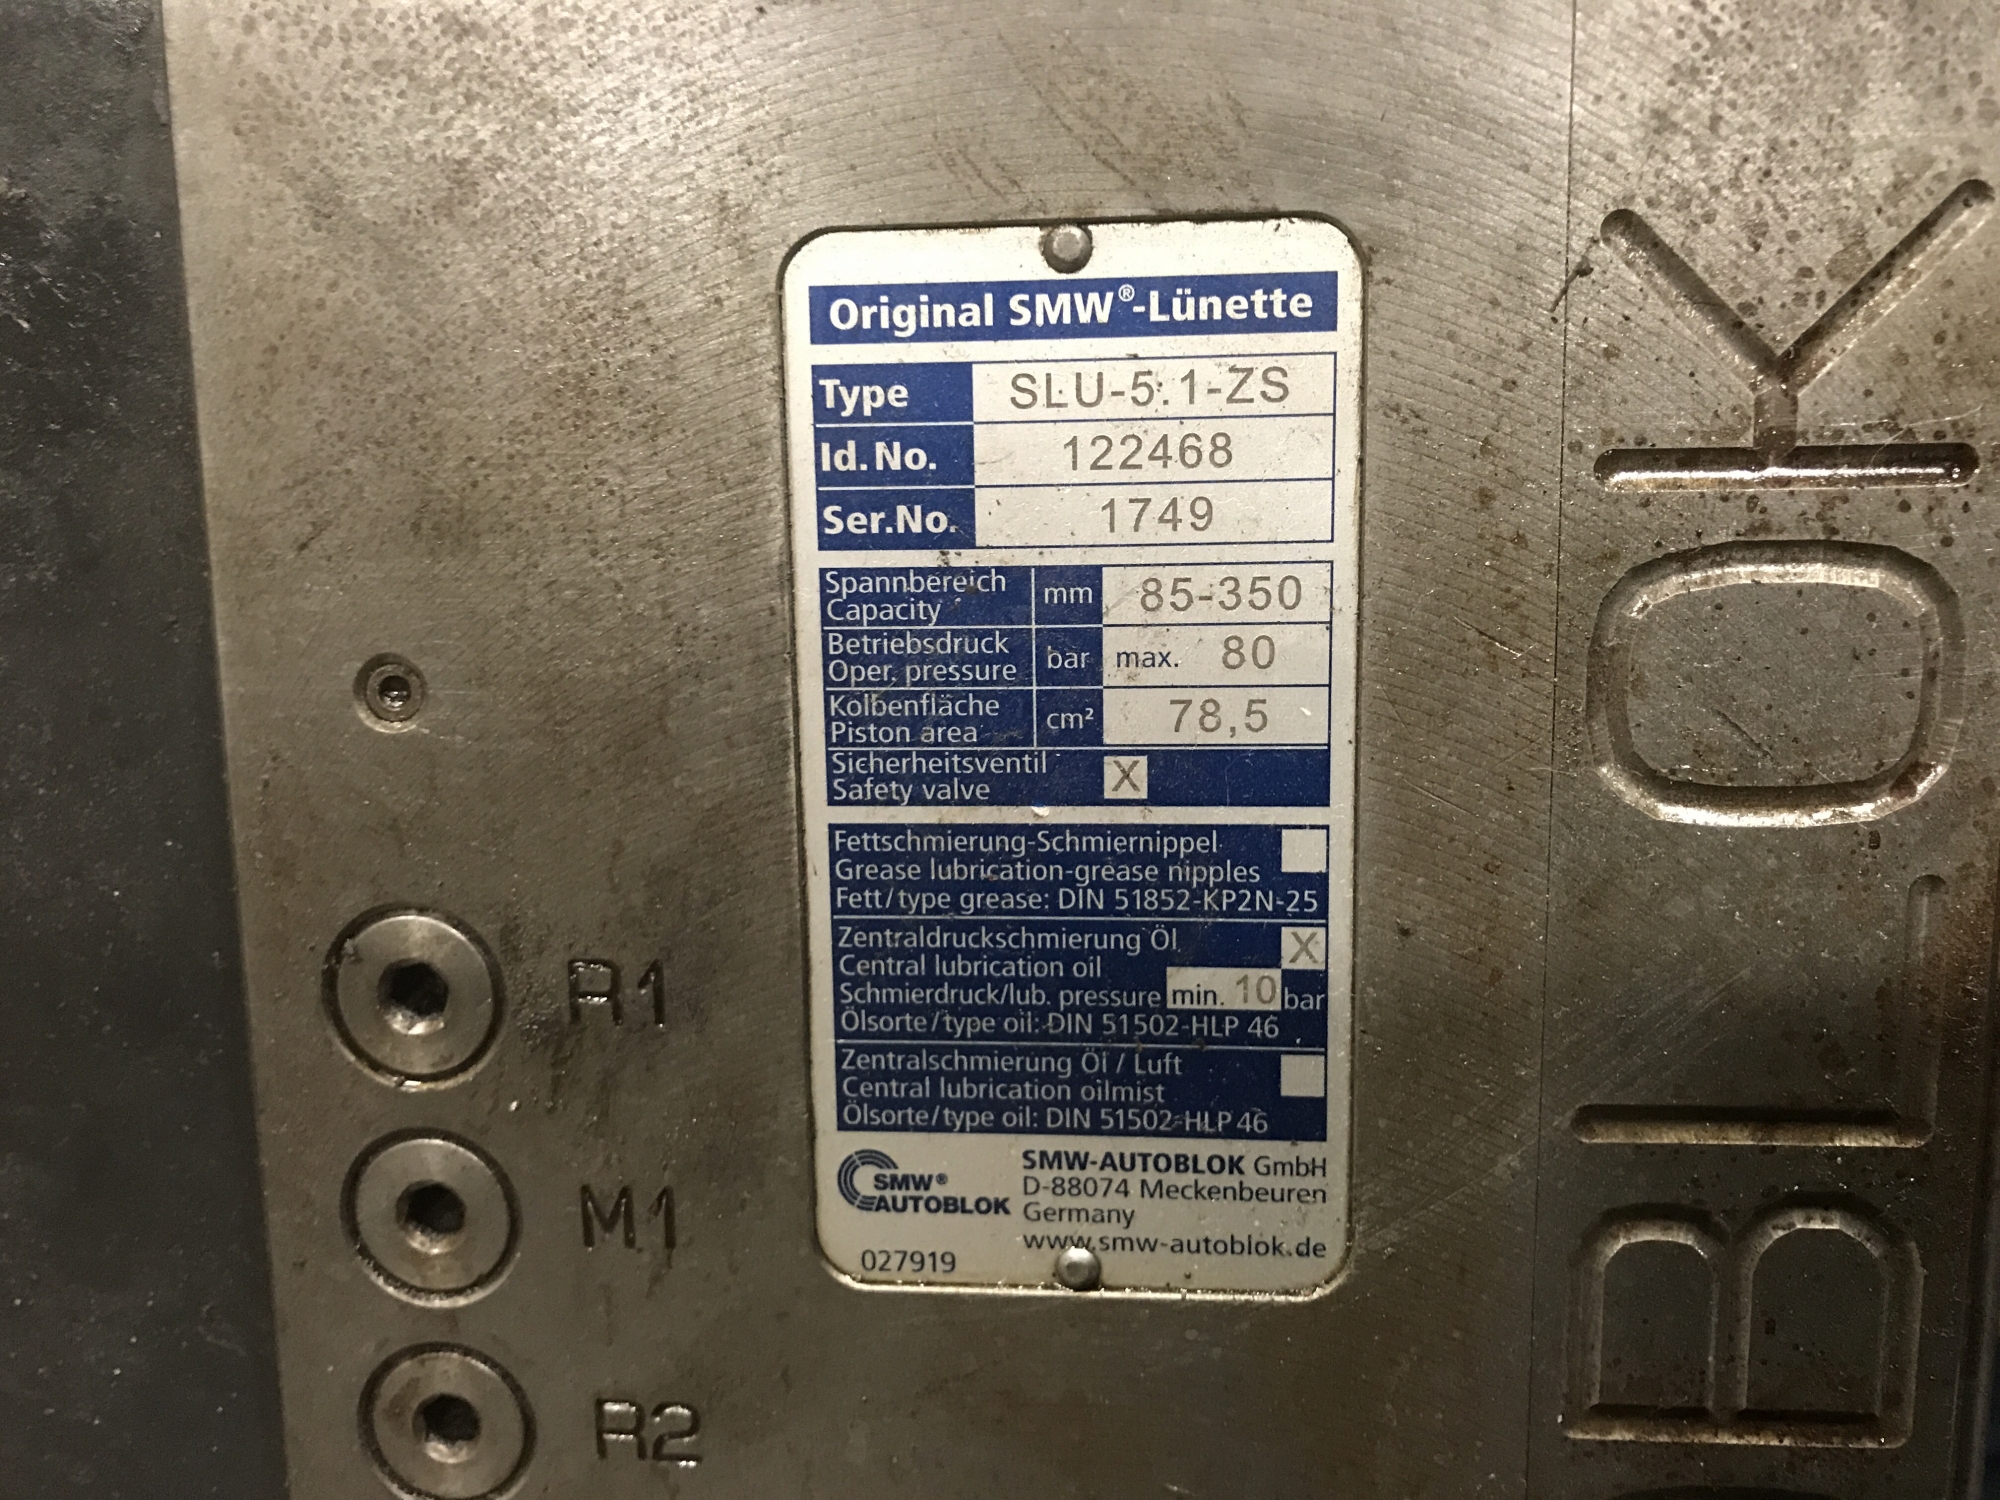 Original SMW®-Lünette
Type SLU-5.1-ZS
Id. No. 122468
Ser.No. 1749
Spannbereich
Capacity
mm
85-350
Betriebsdruck
Oper. pressure
bar
max. 80
Kolbenfläche
Piston area
cm²
78,5
Sicherheitsventil
Safety valve
X
Fettschmierung-Schmiernippel
Grease lubrication-grease nipples
Fett/type grease: DIN 51852-KP2N-25
Zentraldruckschmierung Öl
X
Central lubrication oil
Schmierdruck/lub. pressure min. 10 bar
Ölsorte/type oil: DIN 51502-HLP 46
Zentralschmierung Öl / Luft
Central lubrication oilmist
Ölsorte/type oil: DIN 51502-HLP 46
SMW®
AUTOBLOK
SMW-AUTOBLOK GmbH
D-88074 Meckenbeuren
Germany
www.smw-autoblok.de
027919
R1
M1
R2
BLOK